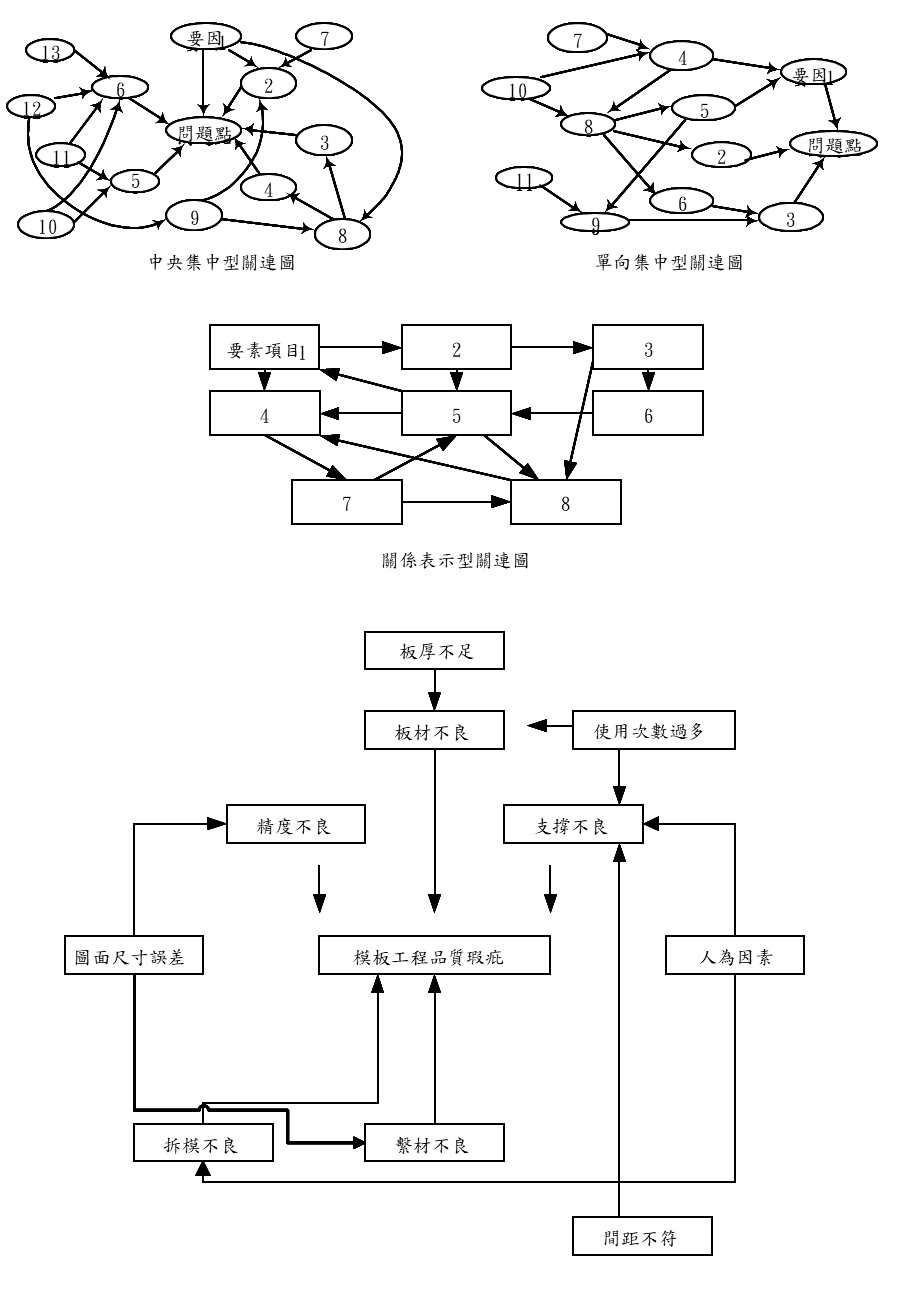 要因1
7
13
6
2
12
問題點
3
11
5
4
10
9
8
中央集中型關連圖
7
4
要因1
10
5
8
問題點
2
11
6
9
3
單向集中型關連圖
要素項目1
2
3
4
5
6
7
8
關係表示型關連圖
板厚不足
板材不良
使用次數過多
精度不良
支撐不良
圖面尺寸誤差
模板工程品質瑕疵
人為因素
拆模不良
繫材不良
間距不符